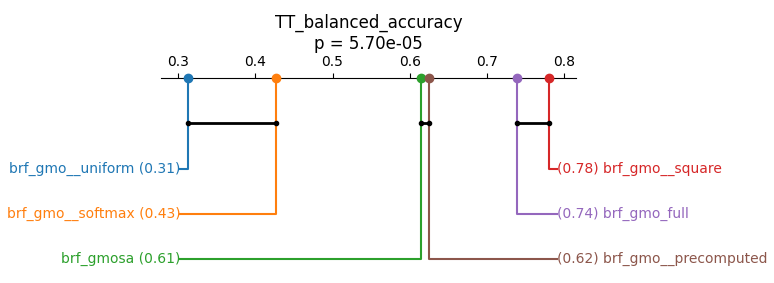 TT_balanced_accuracy
p = 5.70e-05
0.3 0.4 0.5 0.6 0.7 0.8
brf_gmo__uniform (0.31) (0.78) brf_gmo__square
brf_gmo__softmax (0.43) (0.74) brf_gmo_full
brf_gmosa (0.61) (0.62) brf_gmo__precomputed